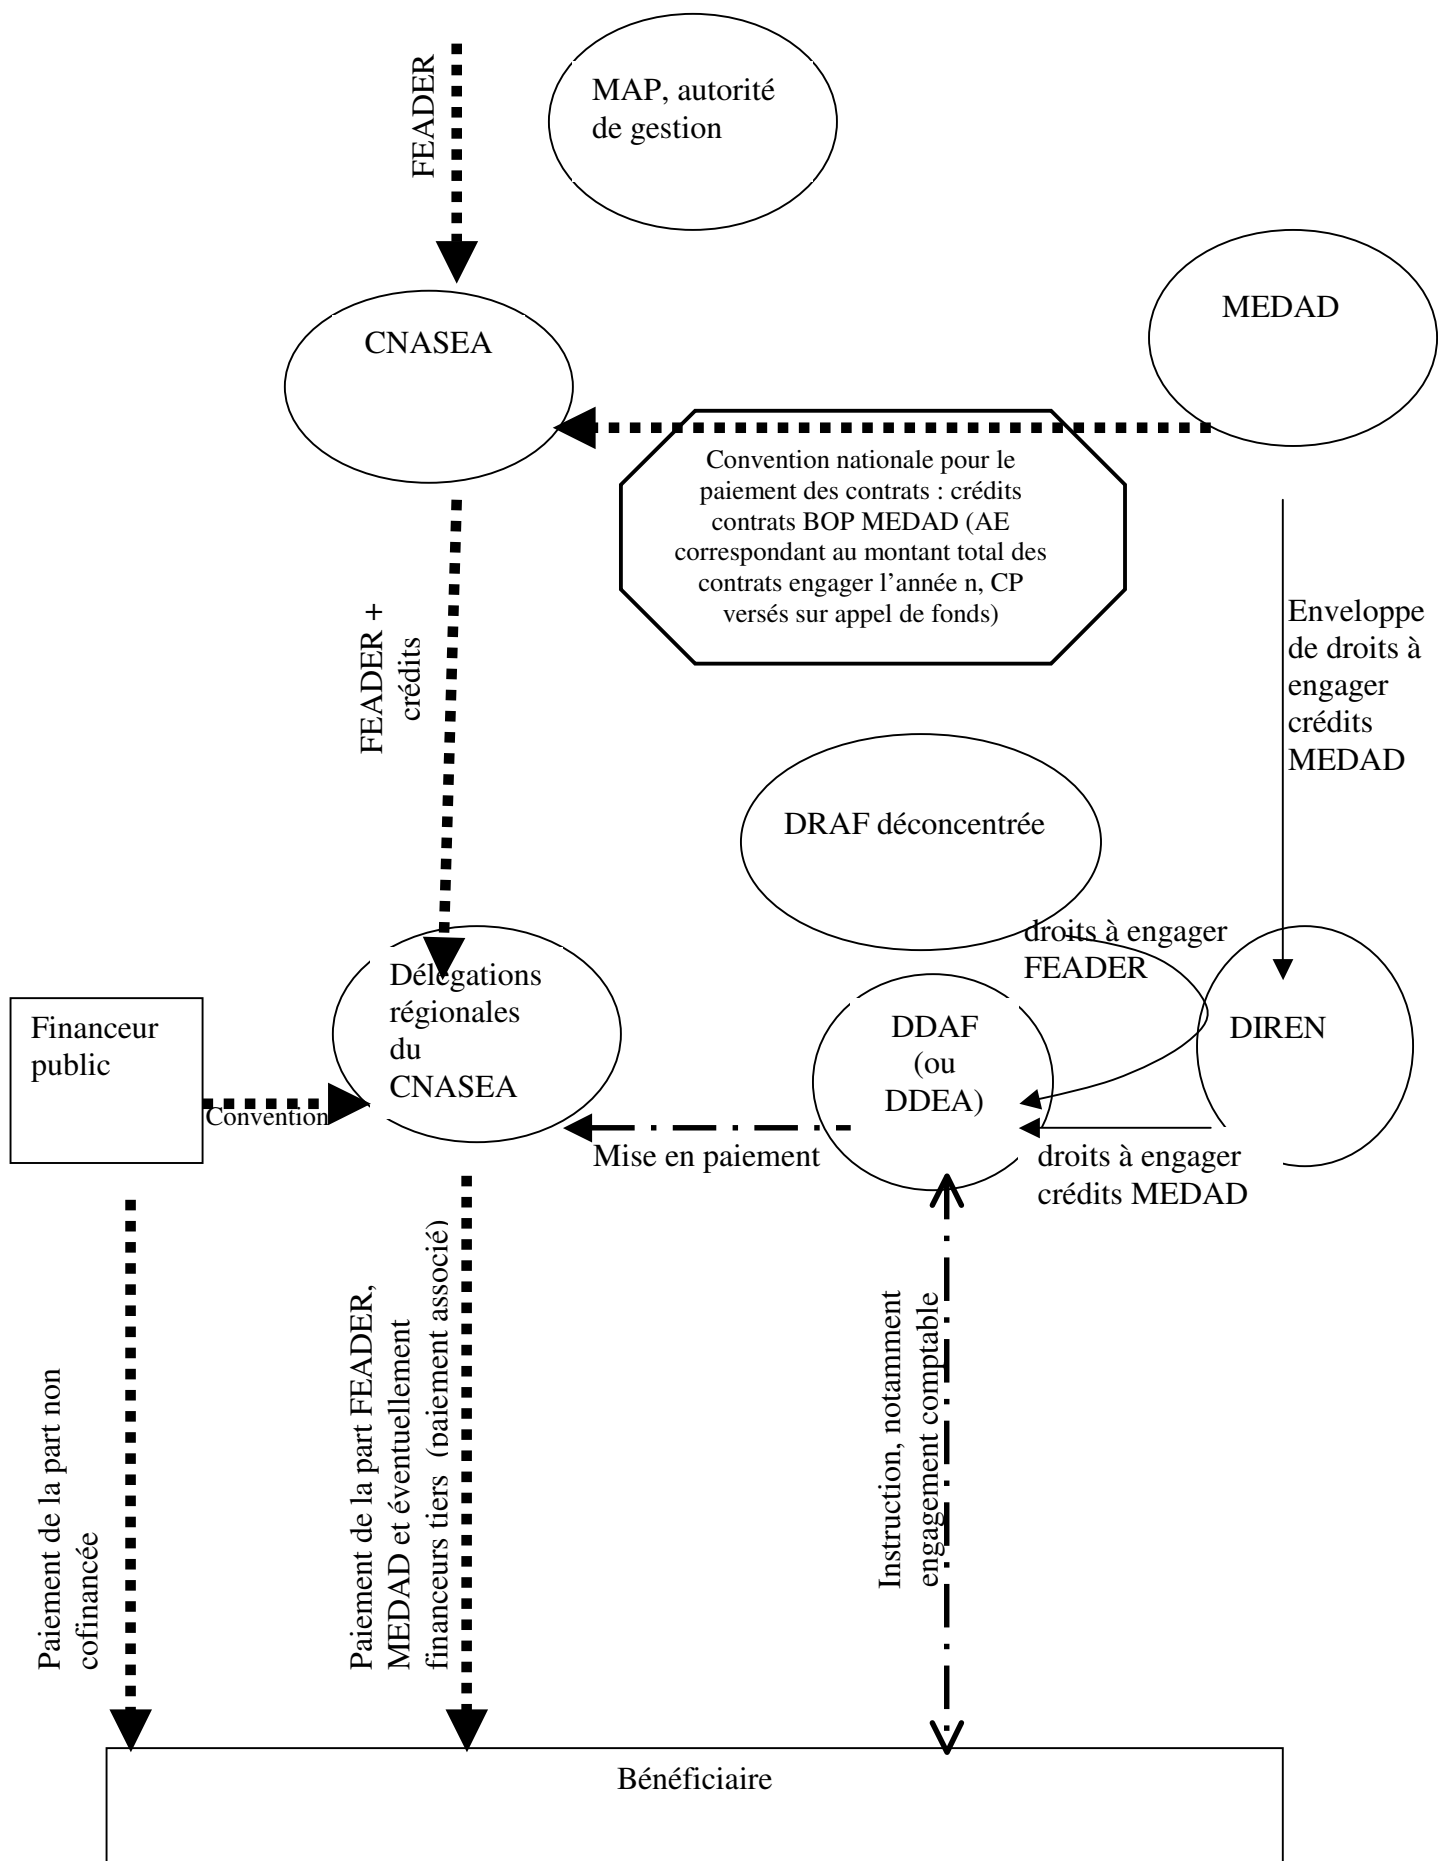 FEADER
MAP, autorité
de gestion
CNASEA
MEDAD
Convention nationale pour le
paiement des contrats : crédits
contrats BOP MEDAD (AE
correspondant au montant total des
contrats engager l’année n, CP
versés sur appel de fonds)
FEADER +
crédits
Enveloppe
de droits à
engager
crédits
MEDAD
DRAF déconcentrée
droits à engager
FEADER
Délégations
régionales
du
CNASEA
Financeur
public
Convention
DDAF
(ou
DDEA)
DIREN
Mise en paiement
droits à engager
crédits MEDAD
Paiement de la part non
cofinancée
Paiement de la part FEADER,
MEDAD et éventuellement
financeurs tiers (paiement associé)
Instruction, notamment
engagement comptable
Bénéficiaire